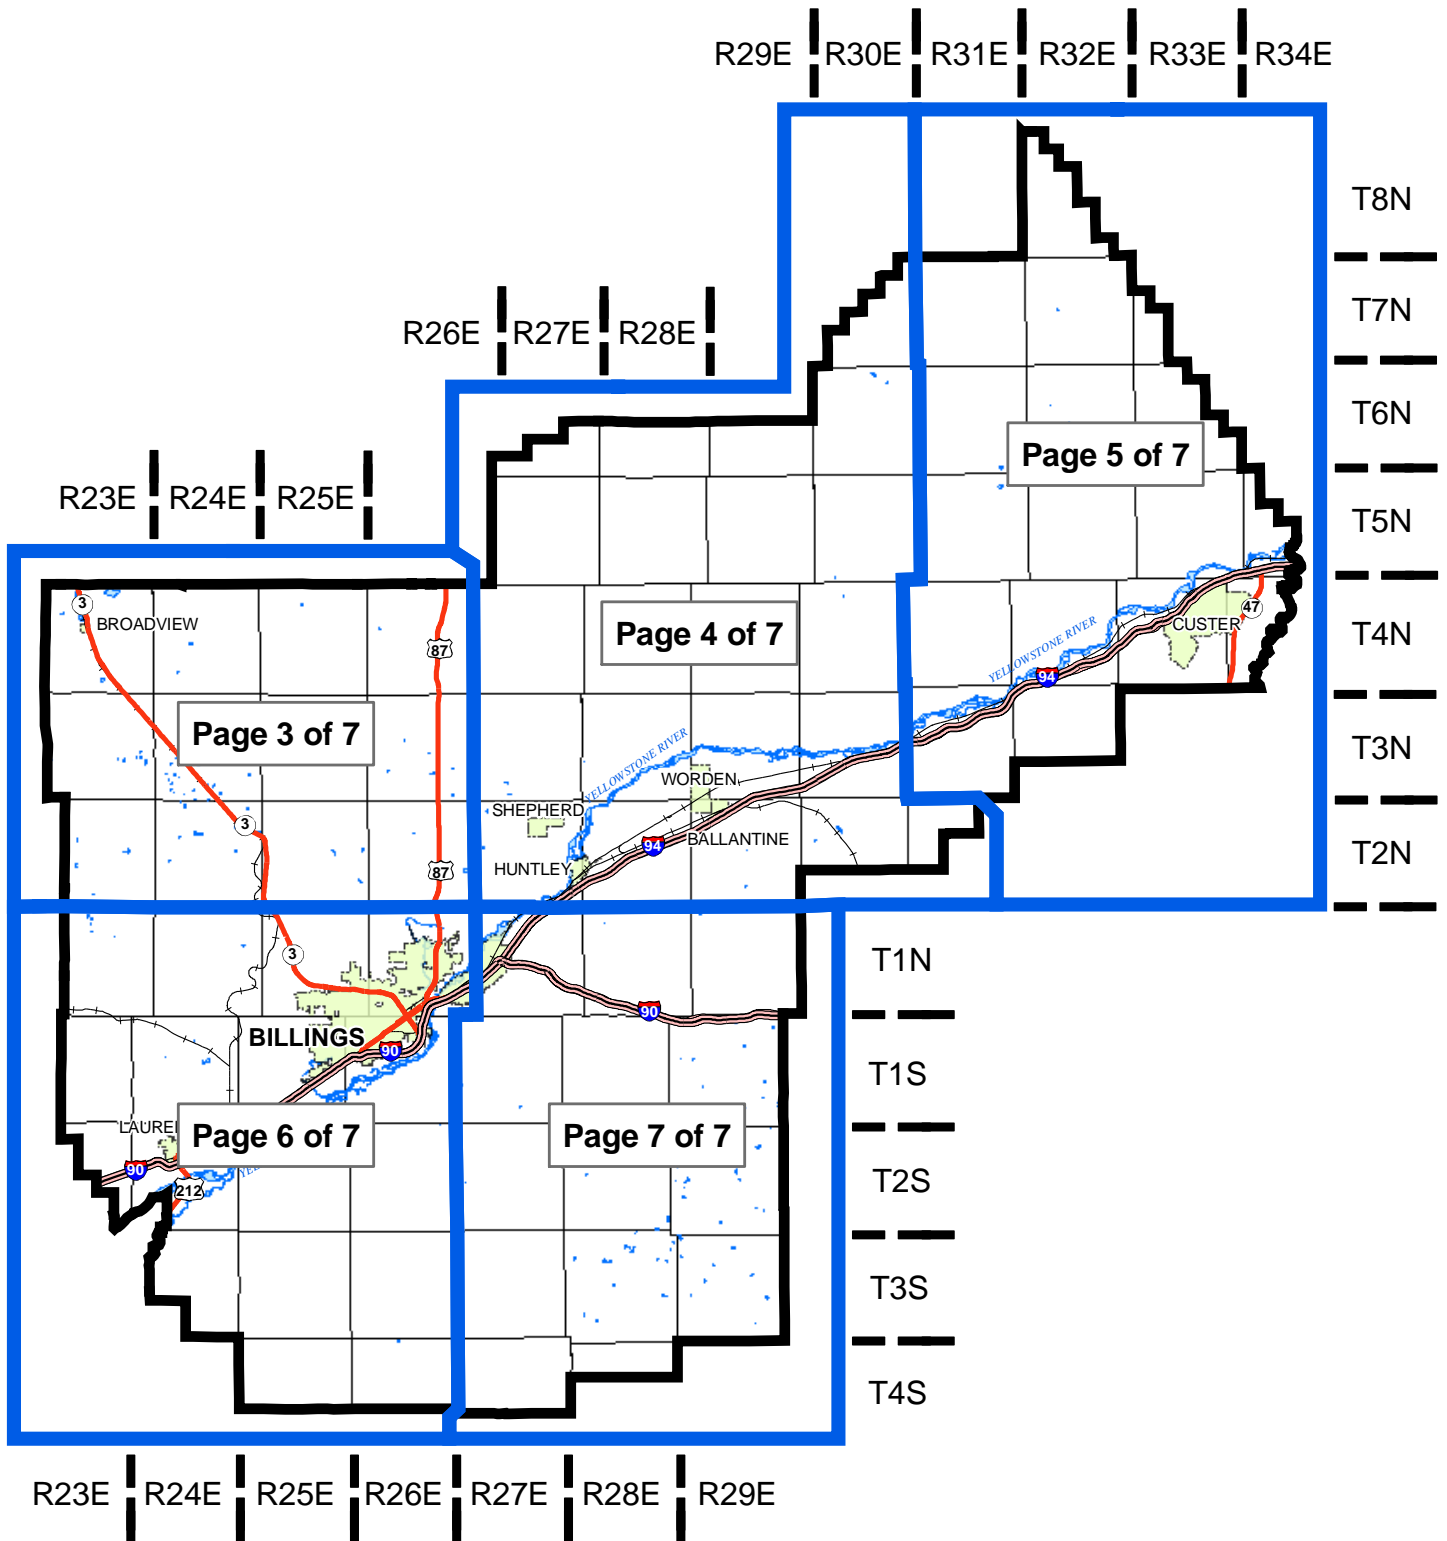 R29E R30E R31E R32E R33E R34E
T8N
T7N
R26E R27E R28E
T6N
Page 5 of 7
R23E R24E R25E
T5N
3
BROADVIEW
47
CUSTER
Page 4 of 7
T4N
87
YELLOWSTONE RIVER
94
Page 3 of 7
YELLOWSTONE RIVER
T3N
WORDEN
SHEPHERD
3
BALLANTINE
94
T2N
87
HUNTLEY
3
T1N
90
BILLINGS
90
T1S
LAUREL
Page 6 of 7
Page 7 of 7
90
212
T2S
T3S
T4S
R23E R24E R25E R26E R27E R28E R29E